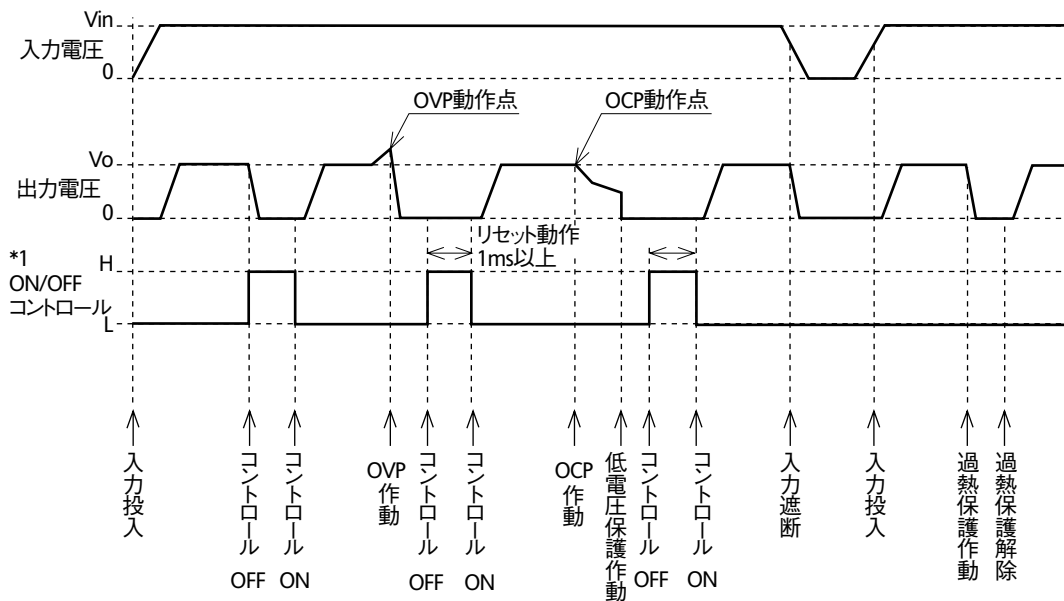 Vin
入力電圧
0
OVP動作点
OCP動作点
Vo
出力電圧
0
リセット動作
1ms以上
*1
H
ON/OFF
コントロール
L
入力投入
コントロール OFF
コントロール ON
OVP作動
コントロール OFF
コントロール ON
OCP作動
低電圧保護作動
コントロール OFF
コントロール ON
入力遮断
入力投入
過熱保護作動
過熱保護解除